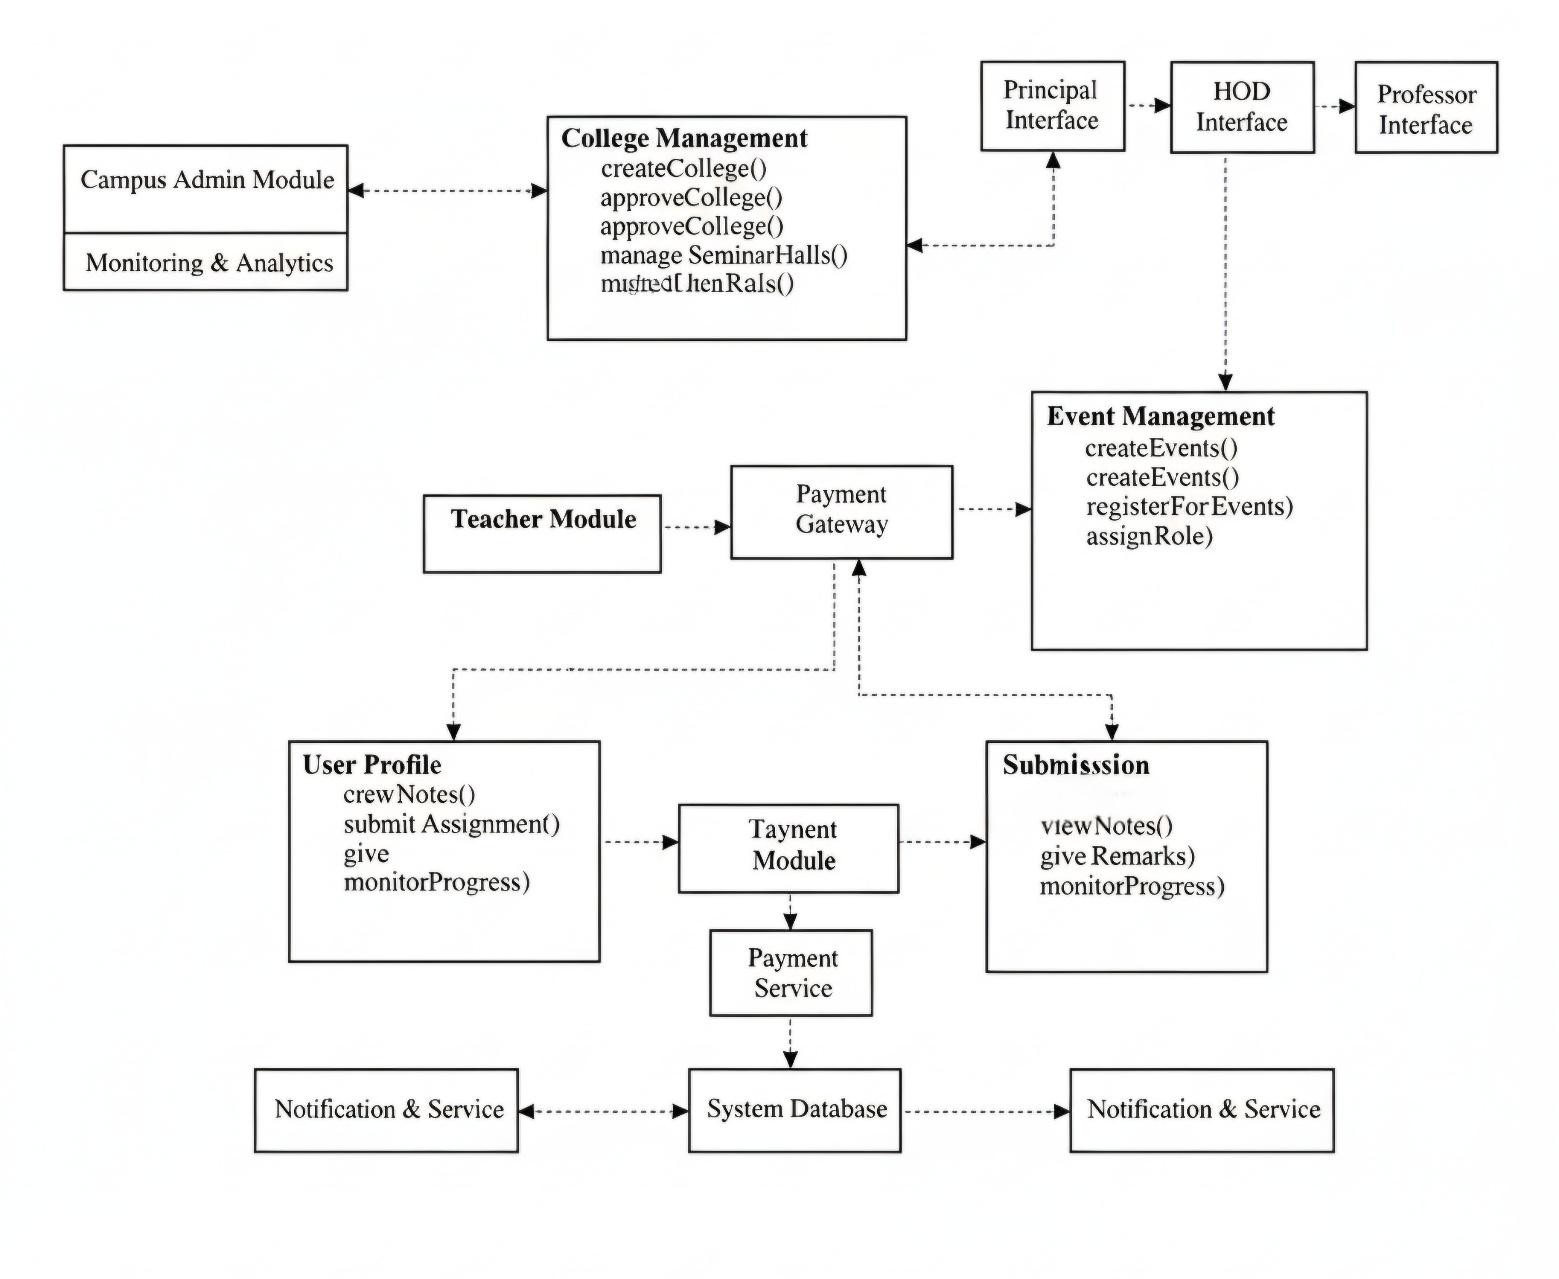 Principal
Interface
HOD
Interface
Professor
Interface
College Management
createCollege()
approveCollege()
approveCollege()
manage SeminarHalls()
Campus Admin Module
Monitoring & Analytics
Event Management
createEvents()
createEvents()
registerForEvents)
assignRole)
Teacher Module
Payment
Gateway
User Profile
crewNotes()
submit Assignmen()
give
monitorProgress)
Taynent
Module
Submisssion
viewNotes()
give Remarks)
monitorProgress)
Payment
Service
Notification & Service
System Database
Notification & Service